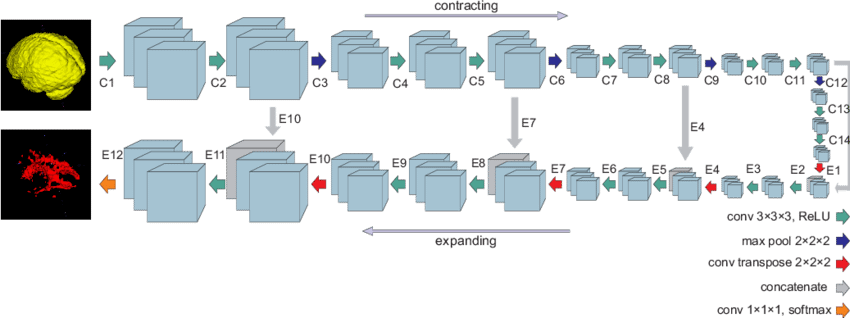 contracting
C1
C2
C3
C4
C5
C6
C7
C8
C9
C10
C11
C12
C13
C14
E10
E7
E4
E12
E11
E10
E9
E8
E7
E6
E5
E4
E3
E2
E1
expanding
conv 3×3×3, ReLU
max pool 2×2×2
conv transpose 2×2×2
concatenate
conv 1×1×1, softmax